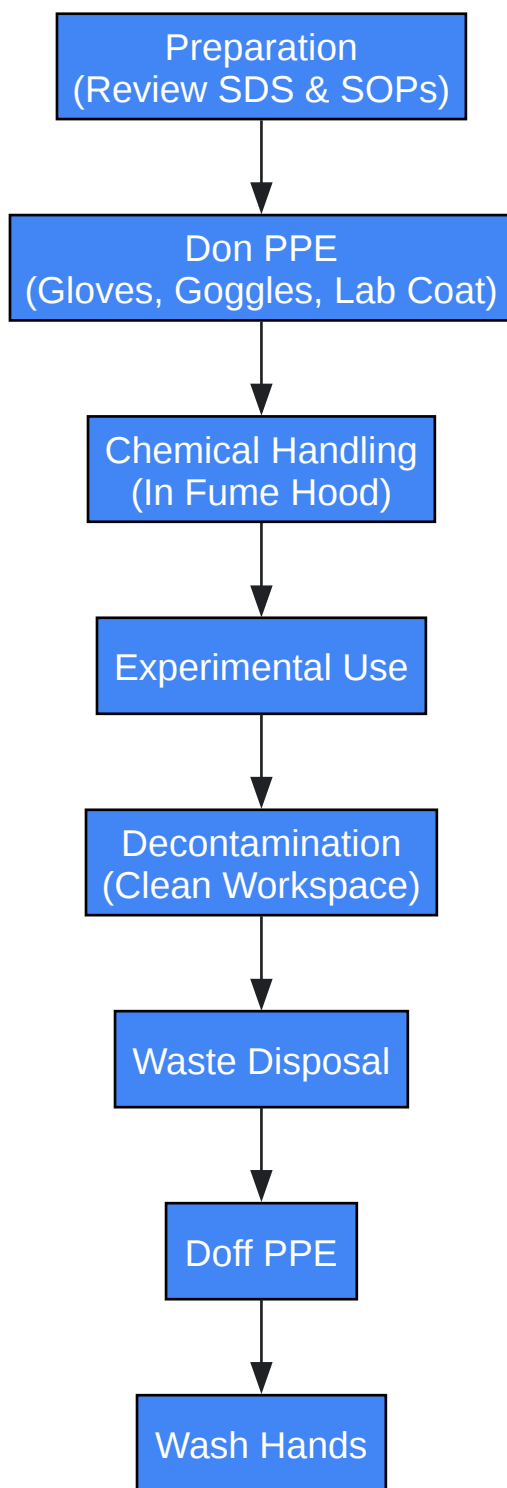 Preparation
(Review SDS & SOPs)
Don PPE
(Gloves, Goggles, Lab Coat)
Chemical Handling
(In Fume Hood)
Experimental Use
Decontamination
(Clean Workspace)
Waste Disposal
Doff PPE
Wash Hands